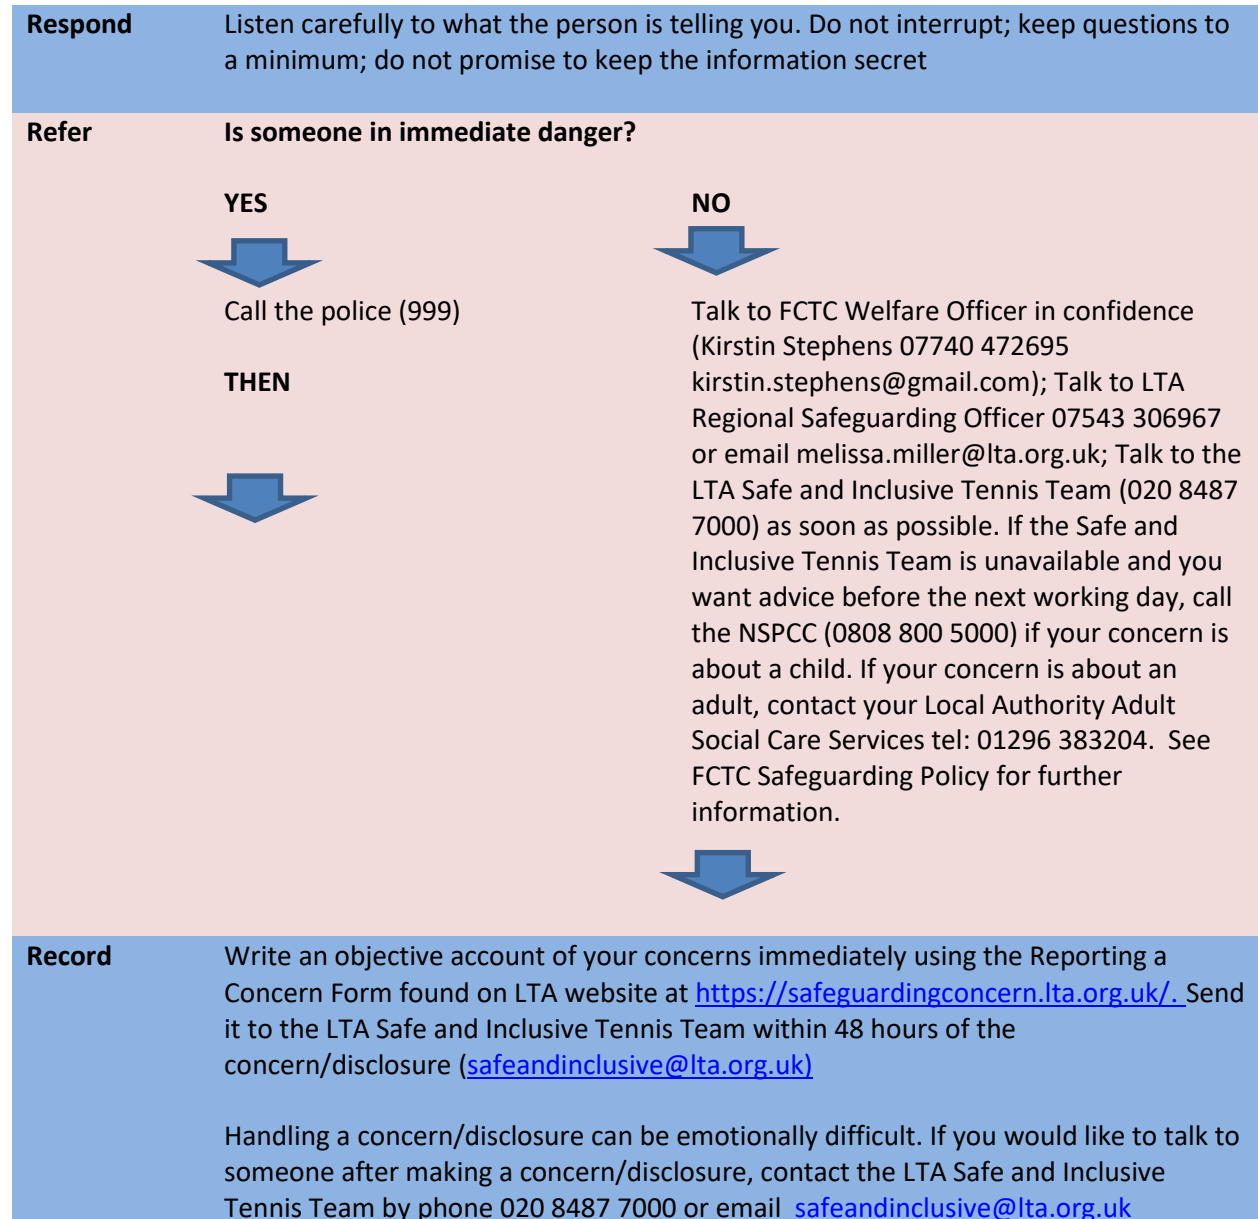 Respond
Listen carefully to what the person is telling you. Do not interrupt; keep questions to
a minimum; do not promise to keep the information secret
Refer
Is someone in immediate danger?
YES
NO
Call the police (999)
THEN
Talk to FCTC Welfare Officer in confidence
(Kirstin Stephens 07740 472695
kirstin.stephens@gmail.com); Talk to LTA
Regional Safeguarding Officer 07543 306967
or email melissa.miller@lta.org.uk; Talk to the
LTA Safe and Inclusive Tennis Team (020 8487
7000) as soon as possible. If the Safe and
Inclusive Tennis Team is unavailable and you
want advice before the next working day, call
the NSPCC (0808 800 5000) if your concern is
about a child. If your concern is about an
adult, contact your Local Authority Adult
Social Care Services tel: 01296 383204.  See
FCTC Safeguarding Policy for further
information.
Record
Write an objective account of your concerns immediately using the Reporting a
Concern Form found on LTA website at https://safeguardingconcern.lta.org.uk/. Send
it to the LTA Safe and Inclusive Tennis Team within 48 hours of the
concern/disclosure (safeandinclusive@lta.org.uk)
Handling a concern/disclosure can be emotionally difficult. If you would like to talk to
someone after making a concern/disclosure, contact the LTA Safe and Inclusive
Tennis Team by phone 020 8487 7000 or email  safeandinclusive@lta.org.uk